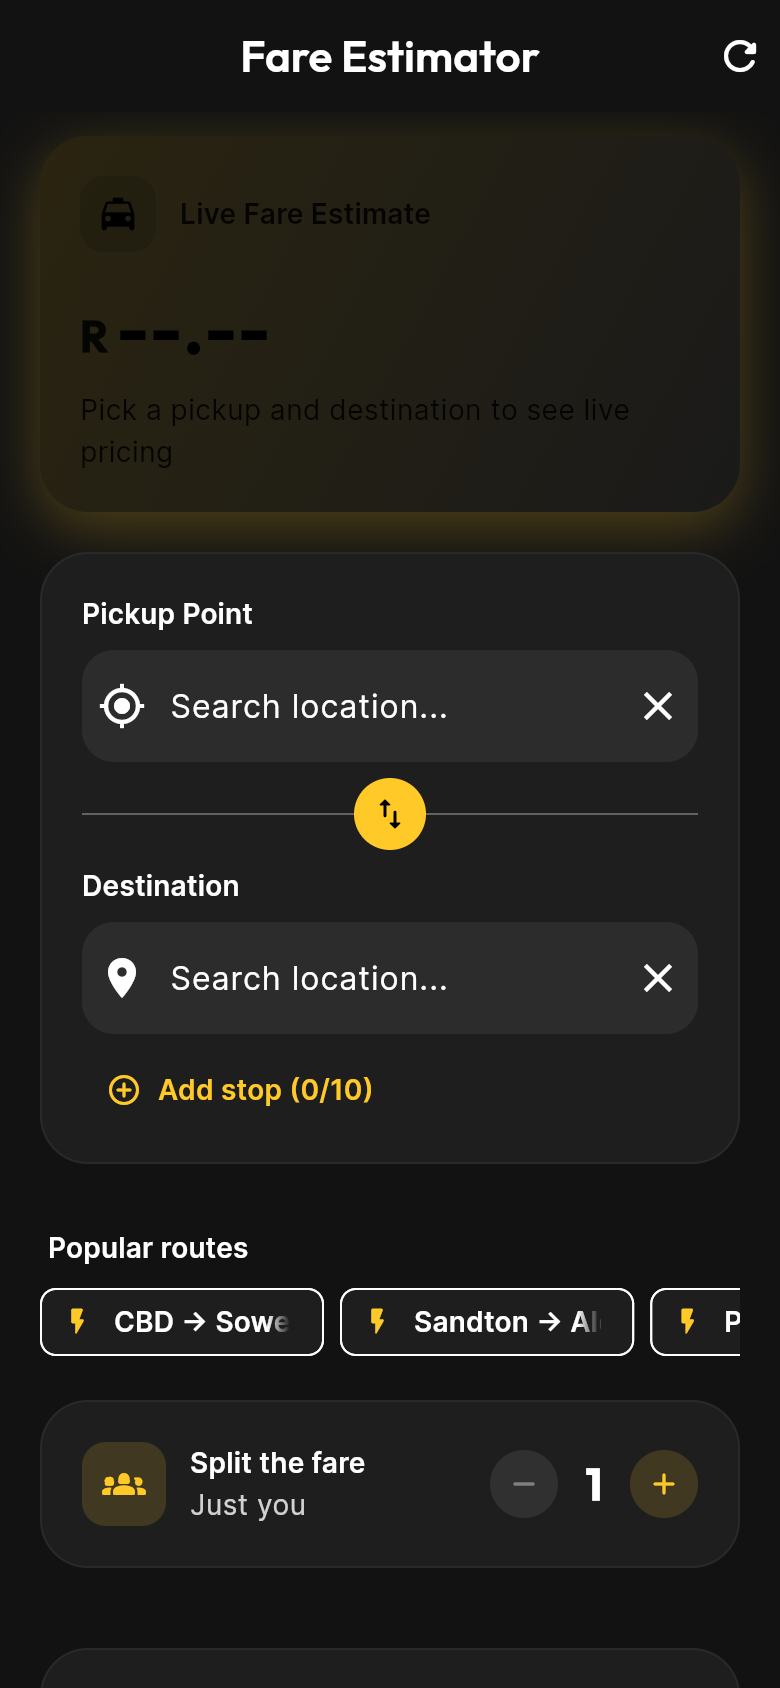 Fare Estimator
Live Fare Estimate
R --.--
Pick a pickup and destination to see live
pricing
Pickup Point
Search location...
Destination
Search location...
Add stop (0/10)
Popular routes
CBD → Sowe
Sandton → Al
P
Split the fare
Just you
1